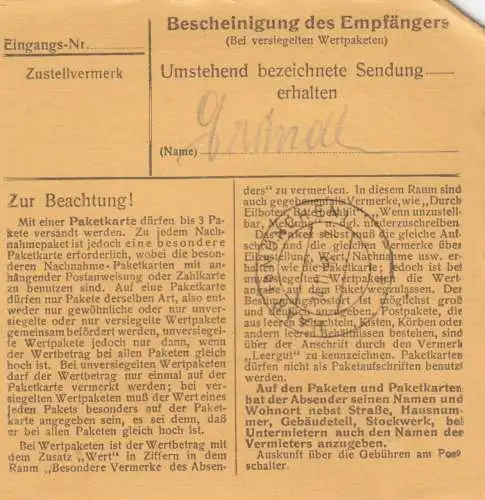 Eingangs-Nr.
Zustellvermerk
Bescheinigung des Empfängers
(Bei versiegelten Wertpaketen)
Umstehend bezeichnete Sendung
erhalten
(Name)
Zur Beachtung!
Mit einer Paketkarte dürfen bis 3 Pa-
kete versandt werden. Zu jedem Nach-
nahmepaket ist jedoch eine besondere
Paketkarte erforderlich, wobei die beson-
deren Nachnahme-Paketkarten mit an-
hängender Postanweisung oder Zahlkarte
zu benutzen sind. Auf eine Paketkarte
dürfen nur Pakete derselben Art, also ent-
weder nur gewöhnliche oder nur unver-
siegelte oder nur versiegelte Wertpakete
gemeinsam befördert werden, unversiegel-
te Wertpakete jedoch nur dann, wenn
der Wertbetrag bei allen Paketen gleich
hoch ist. Bei unversiegelten Wertpaketen
darf der Wertbetrag nur einmal auf der
Paketkarte vermerkt werden; bei ver-
siegelten Wertpaketen muß der Wert eines
jeden Pakets besonders auf der Paket-
karte angegeben sein, es sei denn, daß
er bei allen Paketen gleich hoch ist.
Bei Wertpaketen ist der Wertbetrag mit
dem Zusatz „Wert" in Ziffern in dem
Raum „Besondere Vermerke des Absen-
ders" zu vermerken. In diesem Raum sind
auch gegebenenfalls Vermerke, wie „Durch
Eilboten, Rotebezahlt", „Wenn unzustell-
bar, Meldung" u. dgl. niederzuschreiben.
Das Paket selbst muß die gleiche Auf-
schrift und die gleichen Vermerke über
Eilzustellung, Wert, Nachnahme usw. er-
halten wie die Paketkarte, jedoch ist bei
unversiegelten Wertpaketen die Wert-
angabe auf dem Paket wegzulassen. Der
Bestimmungspostort ist möglichst groß
und kräftig anzugeben. Postpakete, die
aus leeren Schachteln, Kisten, Körben oder
andern leeren Behältnissen bestehen, sind
über der Anschrift durch den Vermerk
„Leergut" zu kennzeichnen. Paketkarten
dürfen nicht als Paketaufschriften benutzt
werden.
Auf den Paketen und Paketkarten
hat der Absender seinen Namen und
Wohnort nebst Straße, Hausnum-
mer, Gebäudeteil, Stockwerk, bei
Untermietern auch den Namen des
Vermieters anzugeben.
Auskunft über die Gebühren am Post-
schalter.